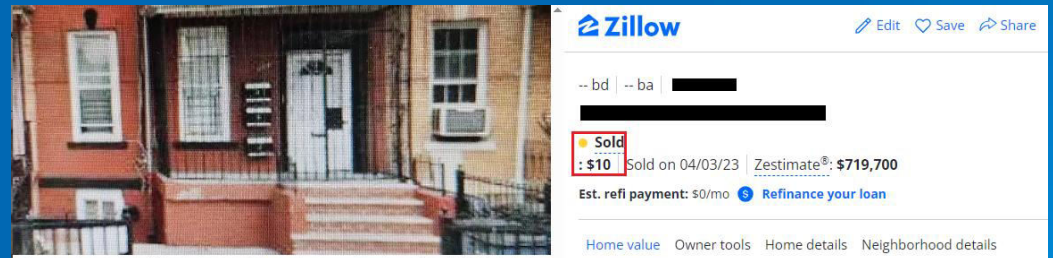 Zillow
Edit Save Share
-- bd -- ba
Sold
: $10 Sold on 04/03/23 Zestimate®: $719,700
Est. refi payment: $0/mo $ Refinance your loan
Home value Owner tools Home details Neighborhood details